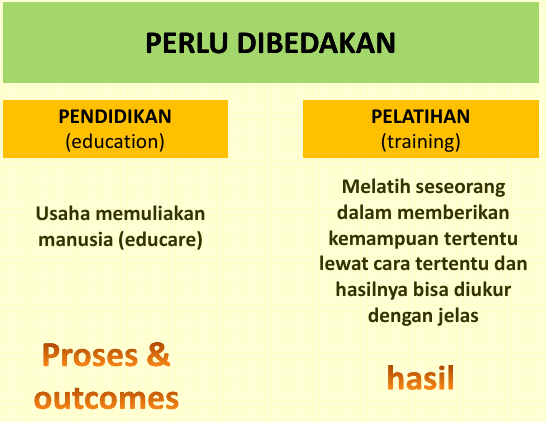 PERLU DIBEDAKAN
PENDIDIKAN
(education)
Usaha memuliakan
manusia (educare)
Proses &
outcomes
PELATIHAN
(training)
Melatih seseorang
dalam memberikan
kemampuan tertentu
lewat cara tertentu dan
hasilnya bisa diukur
dengan jelas
hasil